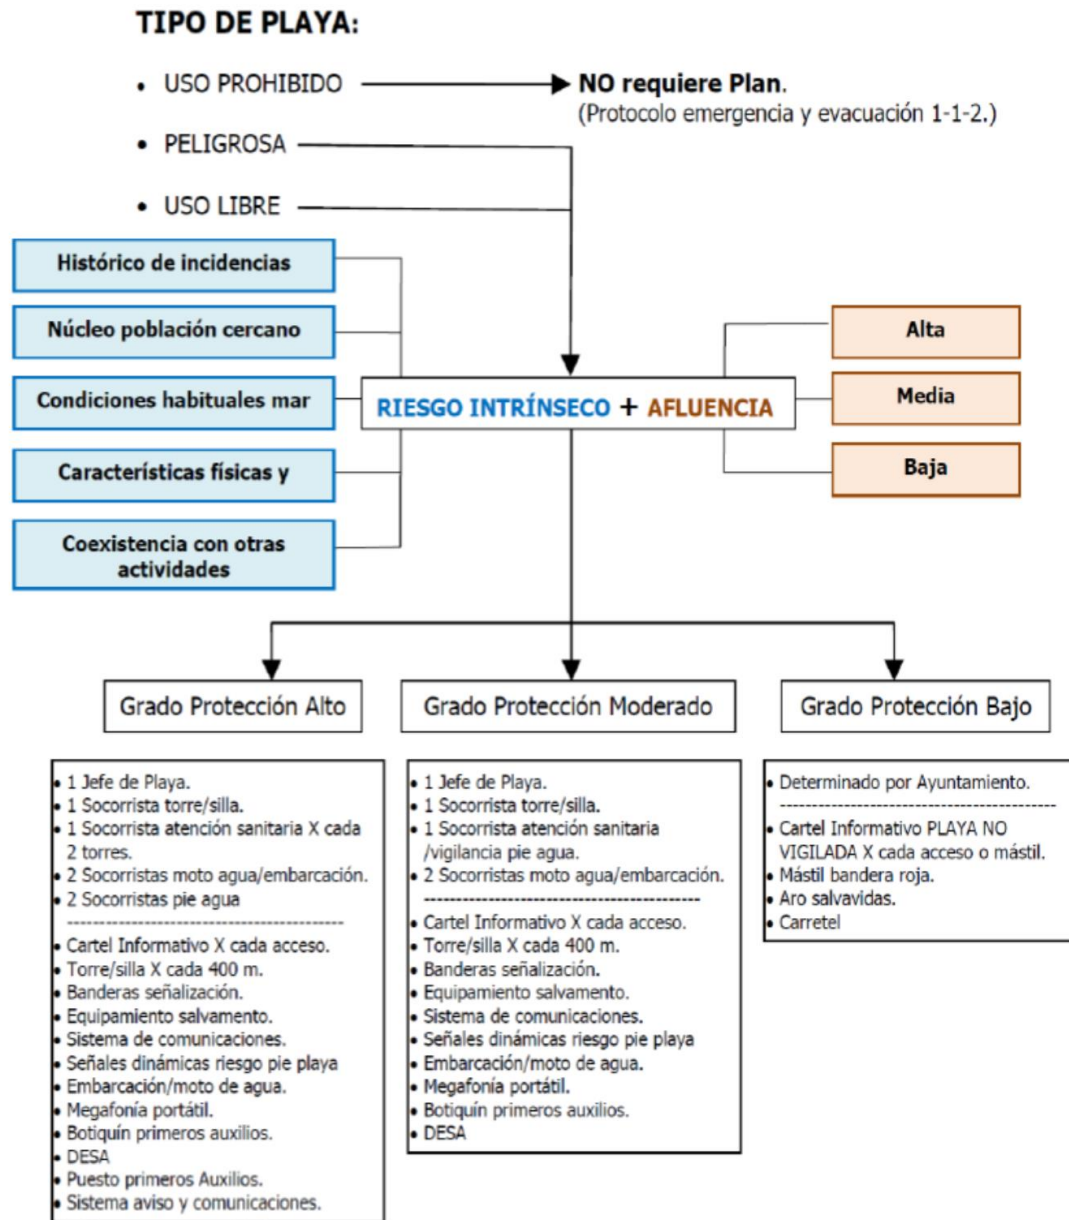 TIPO DE PLAYA:
• USO PROHIBIDO
NO requiere Plan.
(Protocolo emergencia y evacuación 1-1-2.)
• PELIGROSA
• USO LIBRE
Histórico de incidencias
Núcleo población cercano
Condiciones habituales mar
Características físicas y
Coexistencia con otras
actividades
RIESGO INTRÍNSECO + AFLUENCIA
Alta
Media
Baja
Grado Protección Alto
• 1 Jefe de Playa.
• 1 Socorrista torre/silla.
• 1 Socorrista atención sanitaria X cada
2 torres.
• 2 Socorristas moto agua/embarcación.
• 2 Socorristas pie agua
-------------------------------------------
• Cartel Informativo X cada acceso.
• Torre/silla X cada 400 m.
• Banderas señalización.
• Equipamiento salvamento.
• Sistema de comunicaciones.
• Señales dinámicas riesgo pie playa
• Embarcación/moto de agua.
• Megafonía portátil.
• Botiquín primeros auxilios.
• DESA
• Puesto primeros Auxilios.
• Sistema aviso y comunicaciones.
Grado Protección Moderado
• 1 Jefe de Playa.
• 1 Socorrista torre/silla.
• 1 Socorrista atención sanitaria
/vigilancia pie agua.
• 2 Socorristas moto agua/embarcación.
-------------------------------------------
• Cartel Informativo X cada acceso.
• Torre/silla X cada 400 m.
• Banderas señalización.
• Equipamiento salvamento.
• Sistema de comunicaciones.
• Señales dinámicas riesgo pie playa
• Embarcación/moto de agua.
• Megafonía portátil.
• Botiquín primeros auxilios.
• DESA
Grado Protección Bajo
• Determinado por Ayuntamiento.
-------------------------------------------
• Cartel Informativo PLAYA NO
VIGILADA X cada acceso o mástil.
• Mástil bandera roja.
• Aro salvavidas.
• Carretel